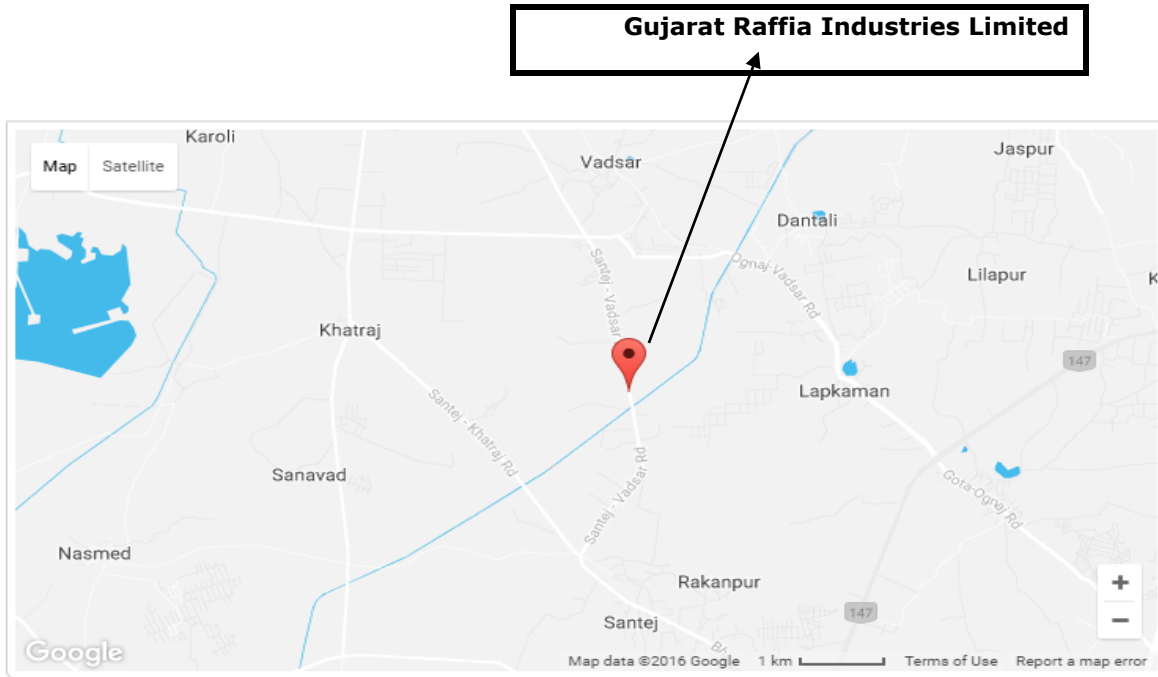 Gujarat Raffia Industries Limited
Karoli
Map Satellite
Vadsar
Jaspur
Dantali
Santej - Vadsar
Ognaj-Vadsar Rd
Lilapur
K
Khatraj
147
Lapkaman
Santej - Khatraj Rd
Sanavad
Santej - Vadsar Rd
Gota-Ognaj Rd
Nasmed
Rakanpur
+
147
Santej
−
Google
Map data ©2016 Google 1 km Terms of Use Report a map error